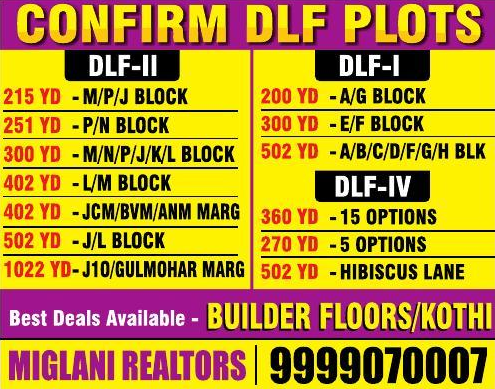 CONFIRM DLF PLOTS
DLF-II
215 YD - M/P/J BLOCK
251 YD - P/N BLOCK
300 YD - M/N/P/J/K/L BLOCK
402 YD - L/M BLOCK
402 YD - JCM/BVM/ANM MARG
502 YD - J/L BLOCK
1022 YD- J10/GULMOHAR MARG
DLF-I
200 YD - A/G BLOCK
300 YD - E/F BLOCK
502 YD - A/B/C/D/F/G/H BLK
DLF-IV
360 YD - 15 OPTIONS
270 YD - 5 OPTIONS
502 YD - HIBISCUS LANE
Best Deals Available - BUILDER FLOORS/KOTHI
MIGLANI REALTORS 9999070007